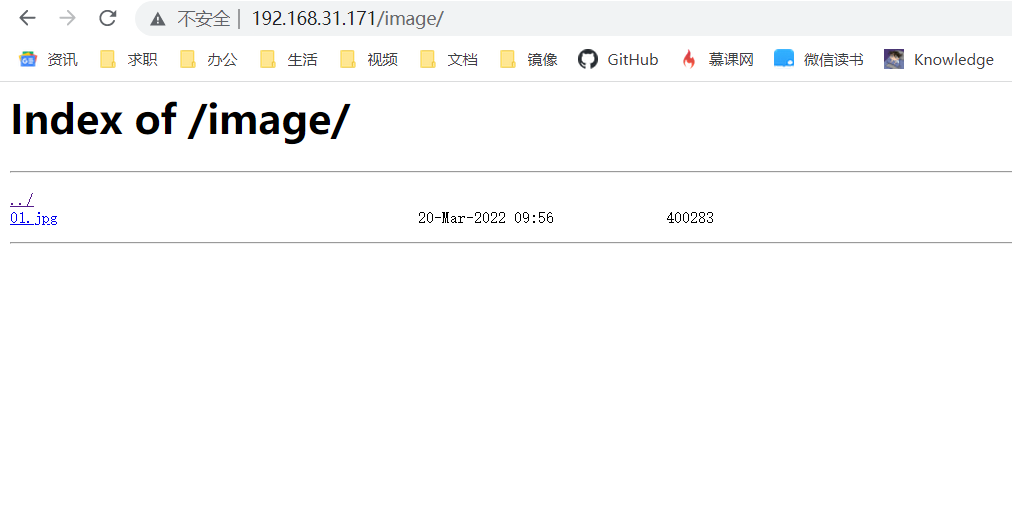 不安全 | 192.168.31.171/image/
资讯 求职 办公 生活 视频 文档 镜像 GitHub 慕课网 微信读书 Knowledge
Index of /image/
../
01.jpg 20-Mar-2022 09:56 400283